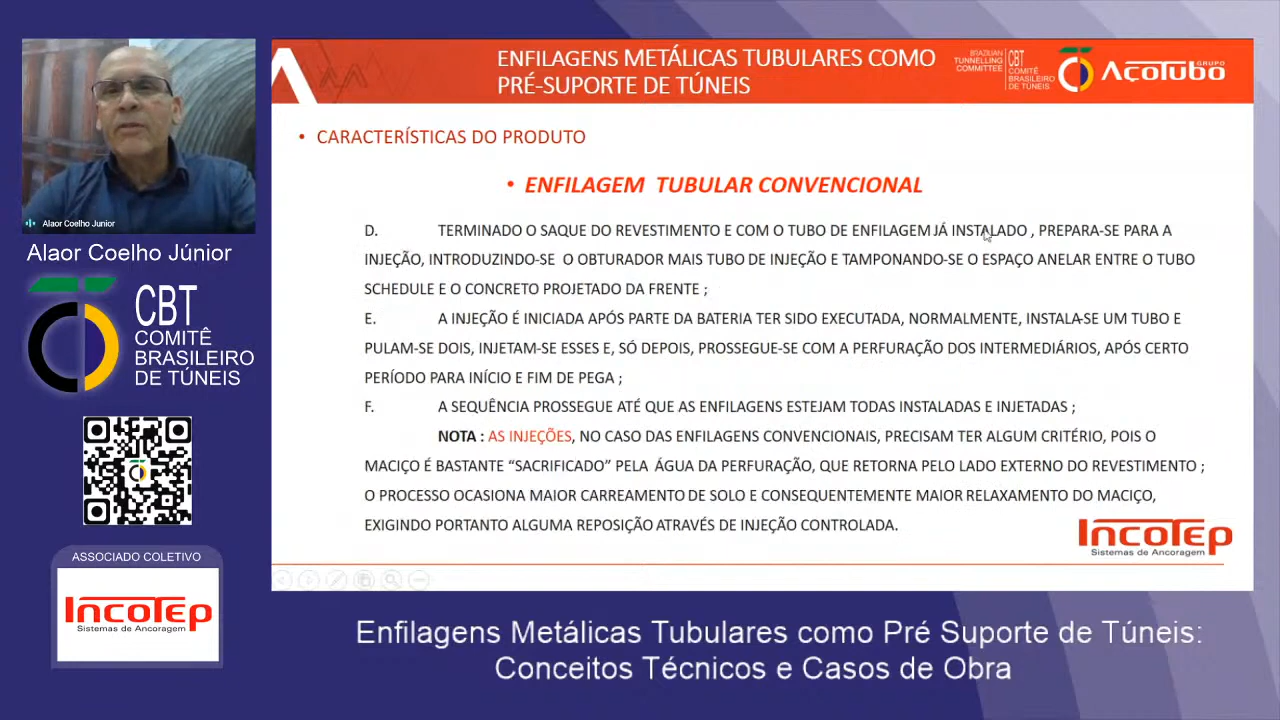 Alaor Coelho Junior
Alaor Coelho Júnior
CBT
COMITÊ
BRASILEIRO
DE TÚNEIS
ASSOCIADO COLETIVO
INCOTEP
Sistemas de Ancoragem
ENFILAGENS METÁLICAS TUBULARES COMO
PRÉ-SUPORTE DE TÚNEIS
BRAZILIAN
TUNNELLING
COMMITTEE
CBT
COMITÊ
BRASILEIRO
DE TÚNEIS
GRUPO
AÇOTUBO
• CARACTERÍSTICAS DO PRODUTO
• ENFILAGEM TUBULAR CONVENCIONAL
D. TERMINADO O SAQUE DO REVESTIMENTO E COM O TUBO DE ENFILAGEM JÁ INSTALADO , PREPARA-SE PARA A
INJEÇÃO, INTRODUZINDO-SE O OBTURADOR MAIS TUBO DE INJEÇÃO E TAMPONANDO-SE O ESPAÇO ANELAR ENTRE O TUBO
SCHEDULE E O CONCRETO PROJETADO DA FRENTE ;
E. A INJEÇÃO É INICIADA APÓS PARTE DA BATERIA TER SIDO EXECUTADA, NORMALMENTE, INSTALA-SE UM TUBO E
PULAM-SE DOIS, INJETAM-SE ESSES E, SÓ DEPOIS, PROSSEGUE-SE COM A PERFURAÇÃO DOS INTERMEDIÁRIOS, APÓS CERTO
PERÍODO PARA INÍCIO E FIM DE PEGA ;
F. A SEQUÊNCIA PROSSEGUE ATÉ QUE AS ENFILAGENS ESTEJAM TODAS INSTALADAS E INJETADAS ;
NOTA : AS INJEÇÕES, NO CASO DAS ENFILAGENS CONVENCIONAIS, PRECISAM TER ALGUM CRITÉRIO, POIS O
MACIÇO É BASTANTE “SACRIFICADO” PELA ÁGUA DA PERFURAÇÃO, QUE RETORNA PELO LADO EXTERNO DO REVESTIMENTO ;
O PROCESSO OCASIONA MAIOR CARREAMENTO DE SOLO E CONSEQUENTEMENTE MAIOR RELAXAMENTO DO MACIÇO,
EXIGINDO PORTANTO ALGUMA REPOSIÇÃO ATRAVÉS DE INJEÇÃO CONTROLADA.
INCOTEP
Sistemas de Ancoragem
Enfilagens Metálicas Tubulares como Pré Suporte de Túneis:
Conceitos Técnicos e Casos de Obra